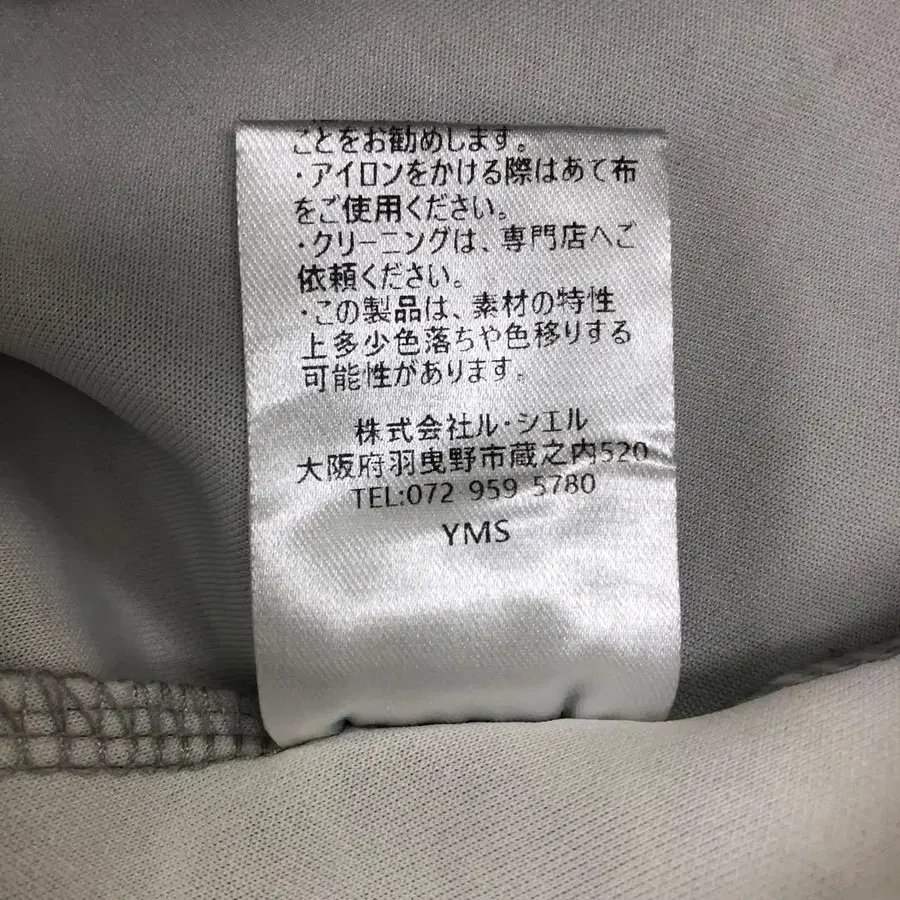 ことをお勧めします。
・アイロンをかける際はあて布
をご使用ください。
・クリーニングは、専門店へご
依頼ください。
・この製品は、素材の特性
上多少色落ちや色移りする
可能性があります。
株式会社ル・シエル
大阪府羽曳野市蔵之内520
TEL:072 959 5780
YMS